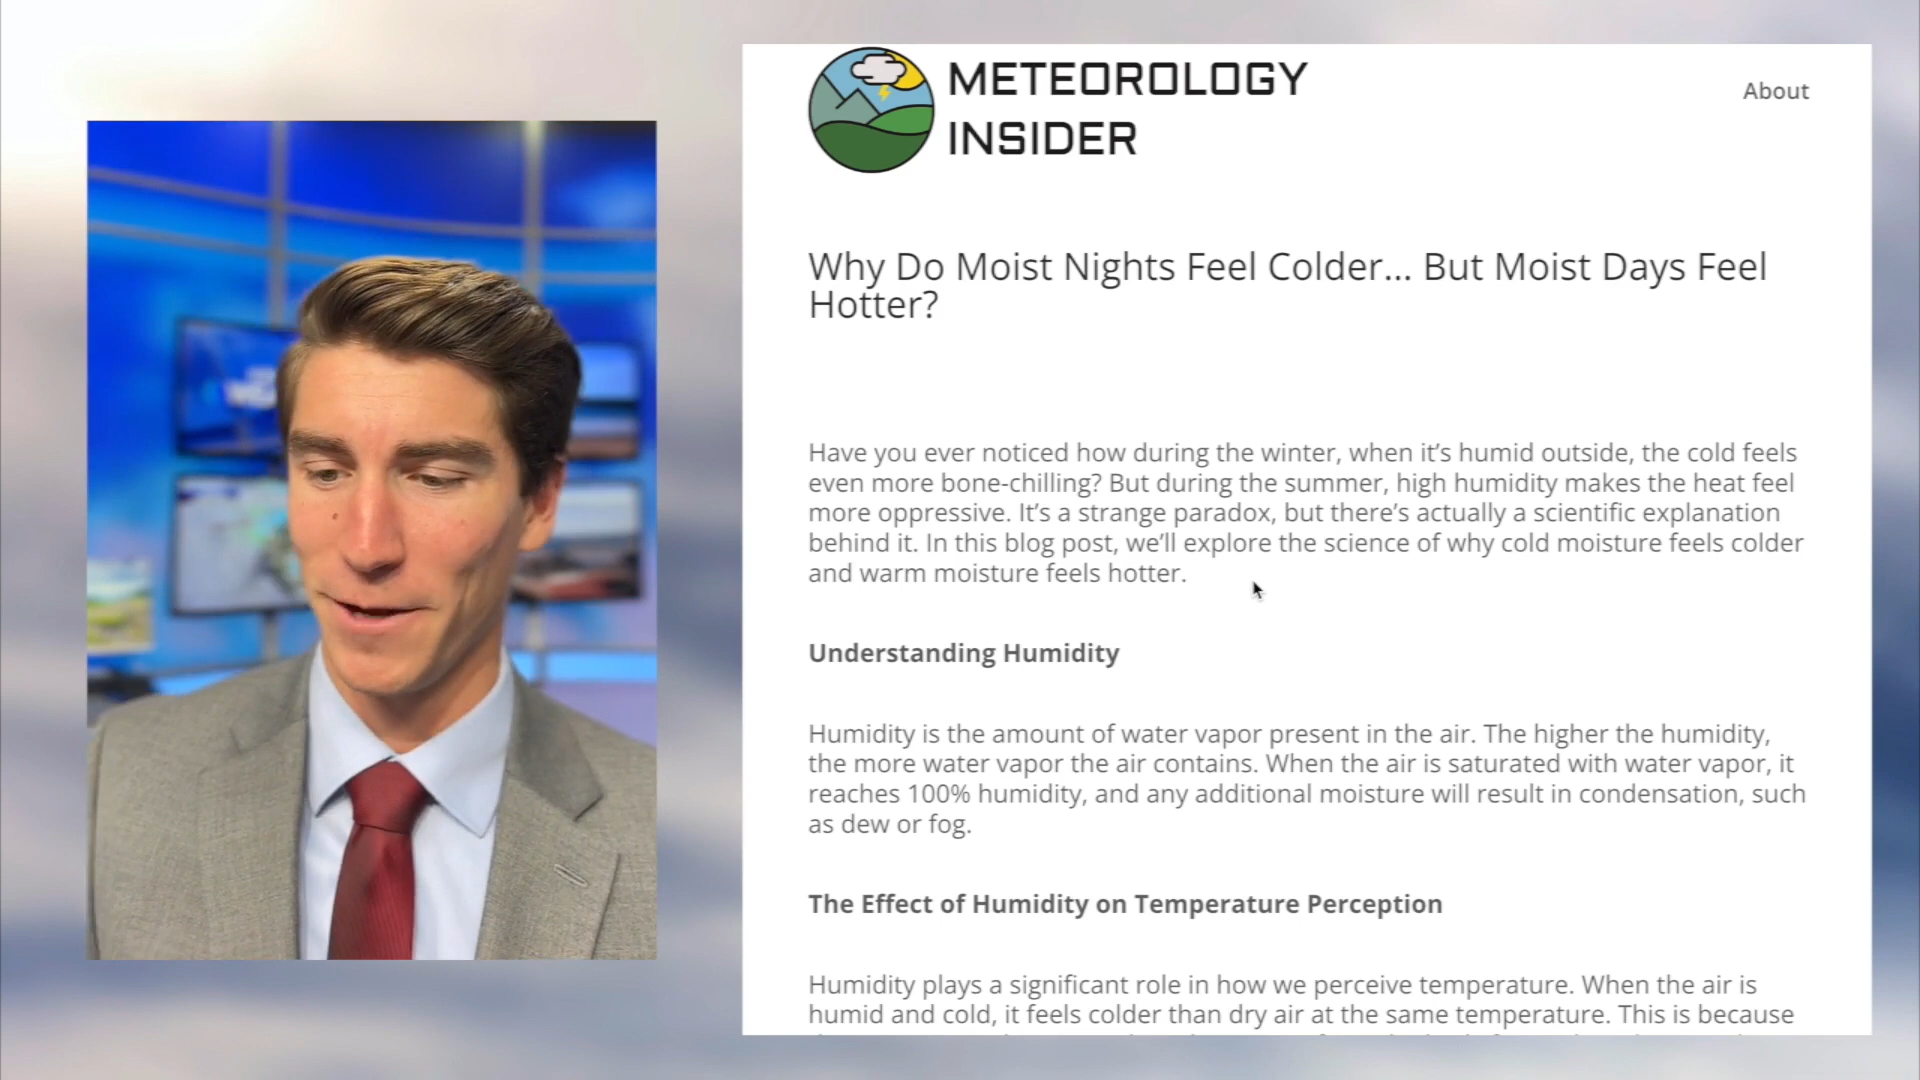 METEOROLOGY
INSIDER
About
Why Do Moist Nights Feel Colder... But Moist Days Feel
Hotter?
Have you ever noticed how during the winter, when it’s humid outside, the cold feels
even more bone-chilling? But during the summer, high humidity makes the heat feel
more oppressive. It’s a strange paradox, but there’s actually a scientific explanation
behind it. In this blog post, we’ll explore the science of why cold moisture feels colder
and warm moisture feels hotter.
Understanding Humidity
Humidity is the amount of water vapor present in the air. The higher the humidity,
the more water vapor the air contains. When the air is saturated with water vapor, it
reaches 100% humidity, and any additional moisture will result in condensation, such
as dew or fog.
The Effect of Humidity on Temperature Perception
Humidity plays a significant role in how we perceive temperature. When the air is
humid and cold, it feels colder than dry air at the same temperature. This is because